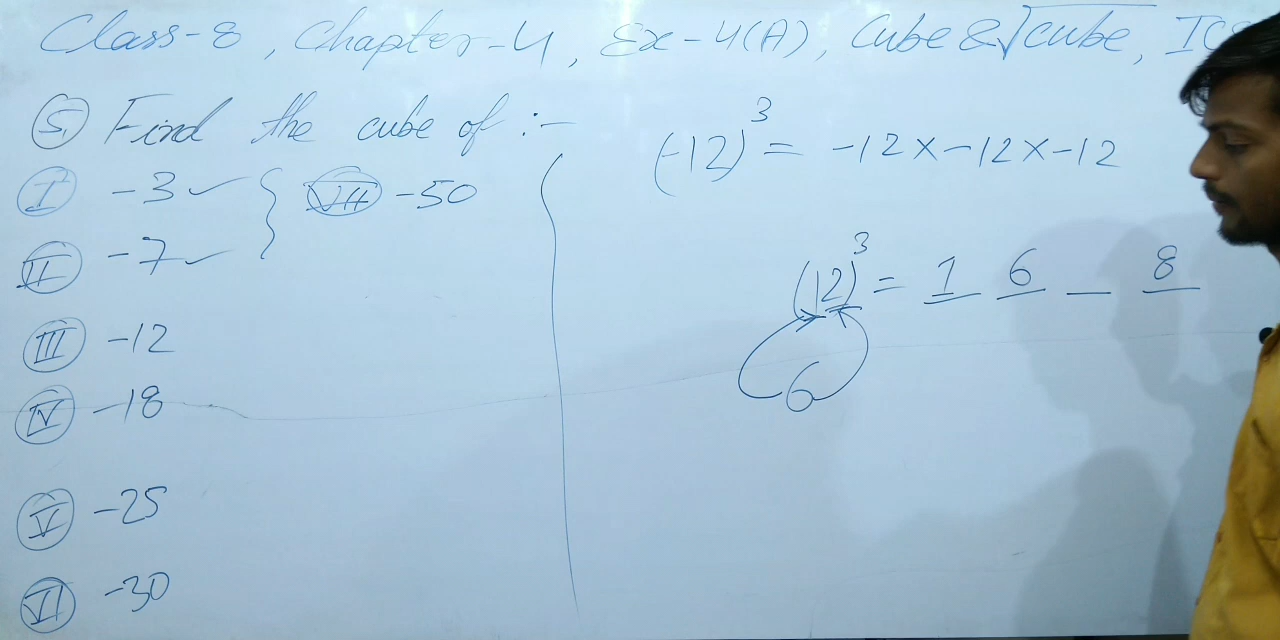 Class-8, Chapter-4, Ex-4(A), Cube & √cube, IC
(5) Find the cube of :-
(I) -3 ✓
(II) -7 ✓
(III) -12
(IV) -18
(V) -25
(VI) -30
(VII) -50
(-12)³ = -12×-12×-12
(12)³ = 1 6 _ 8
6